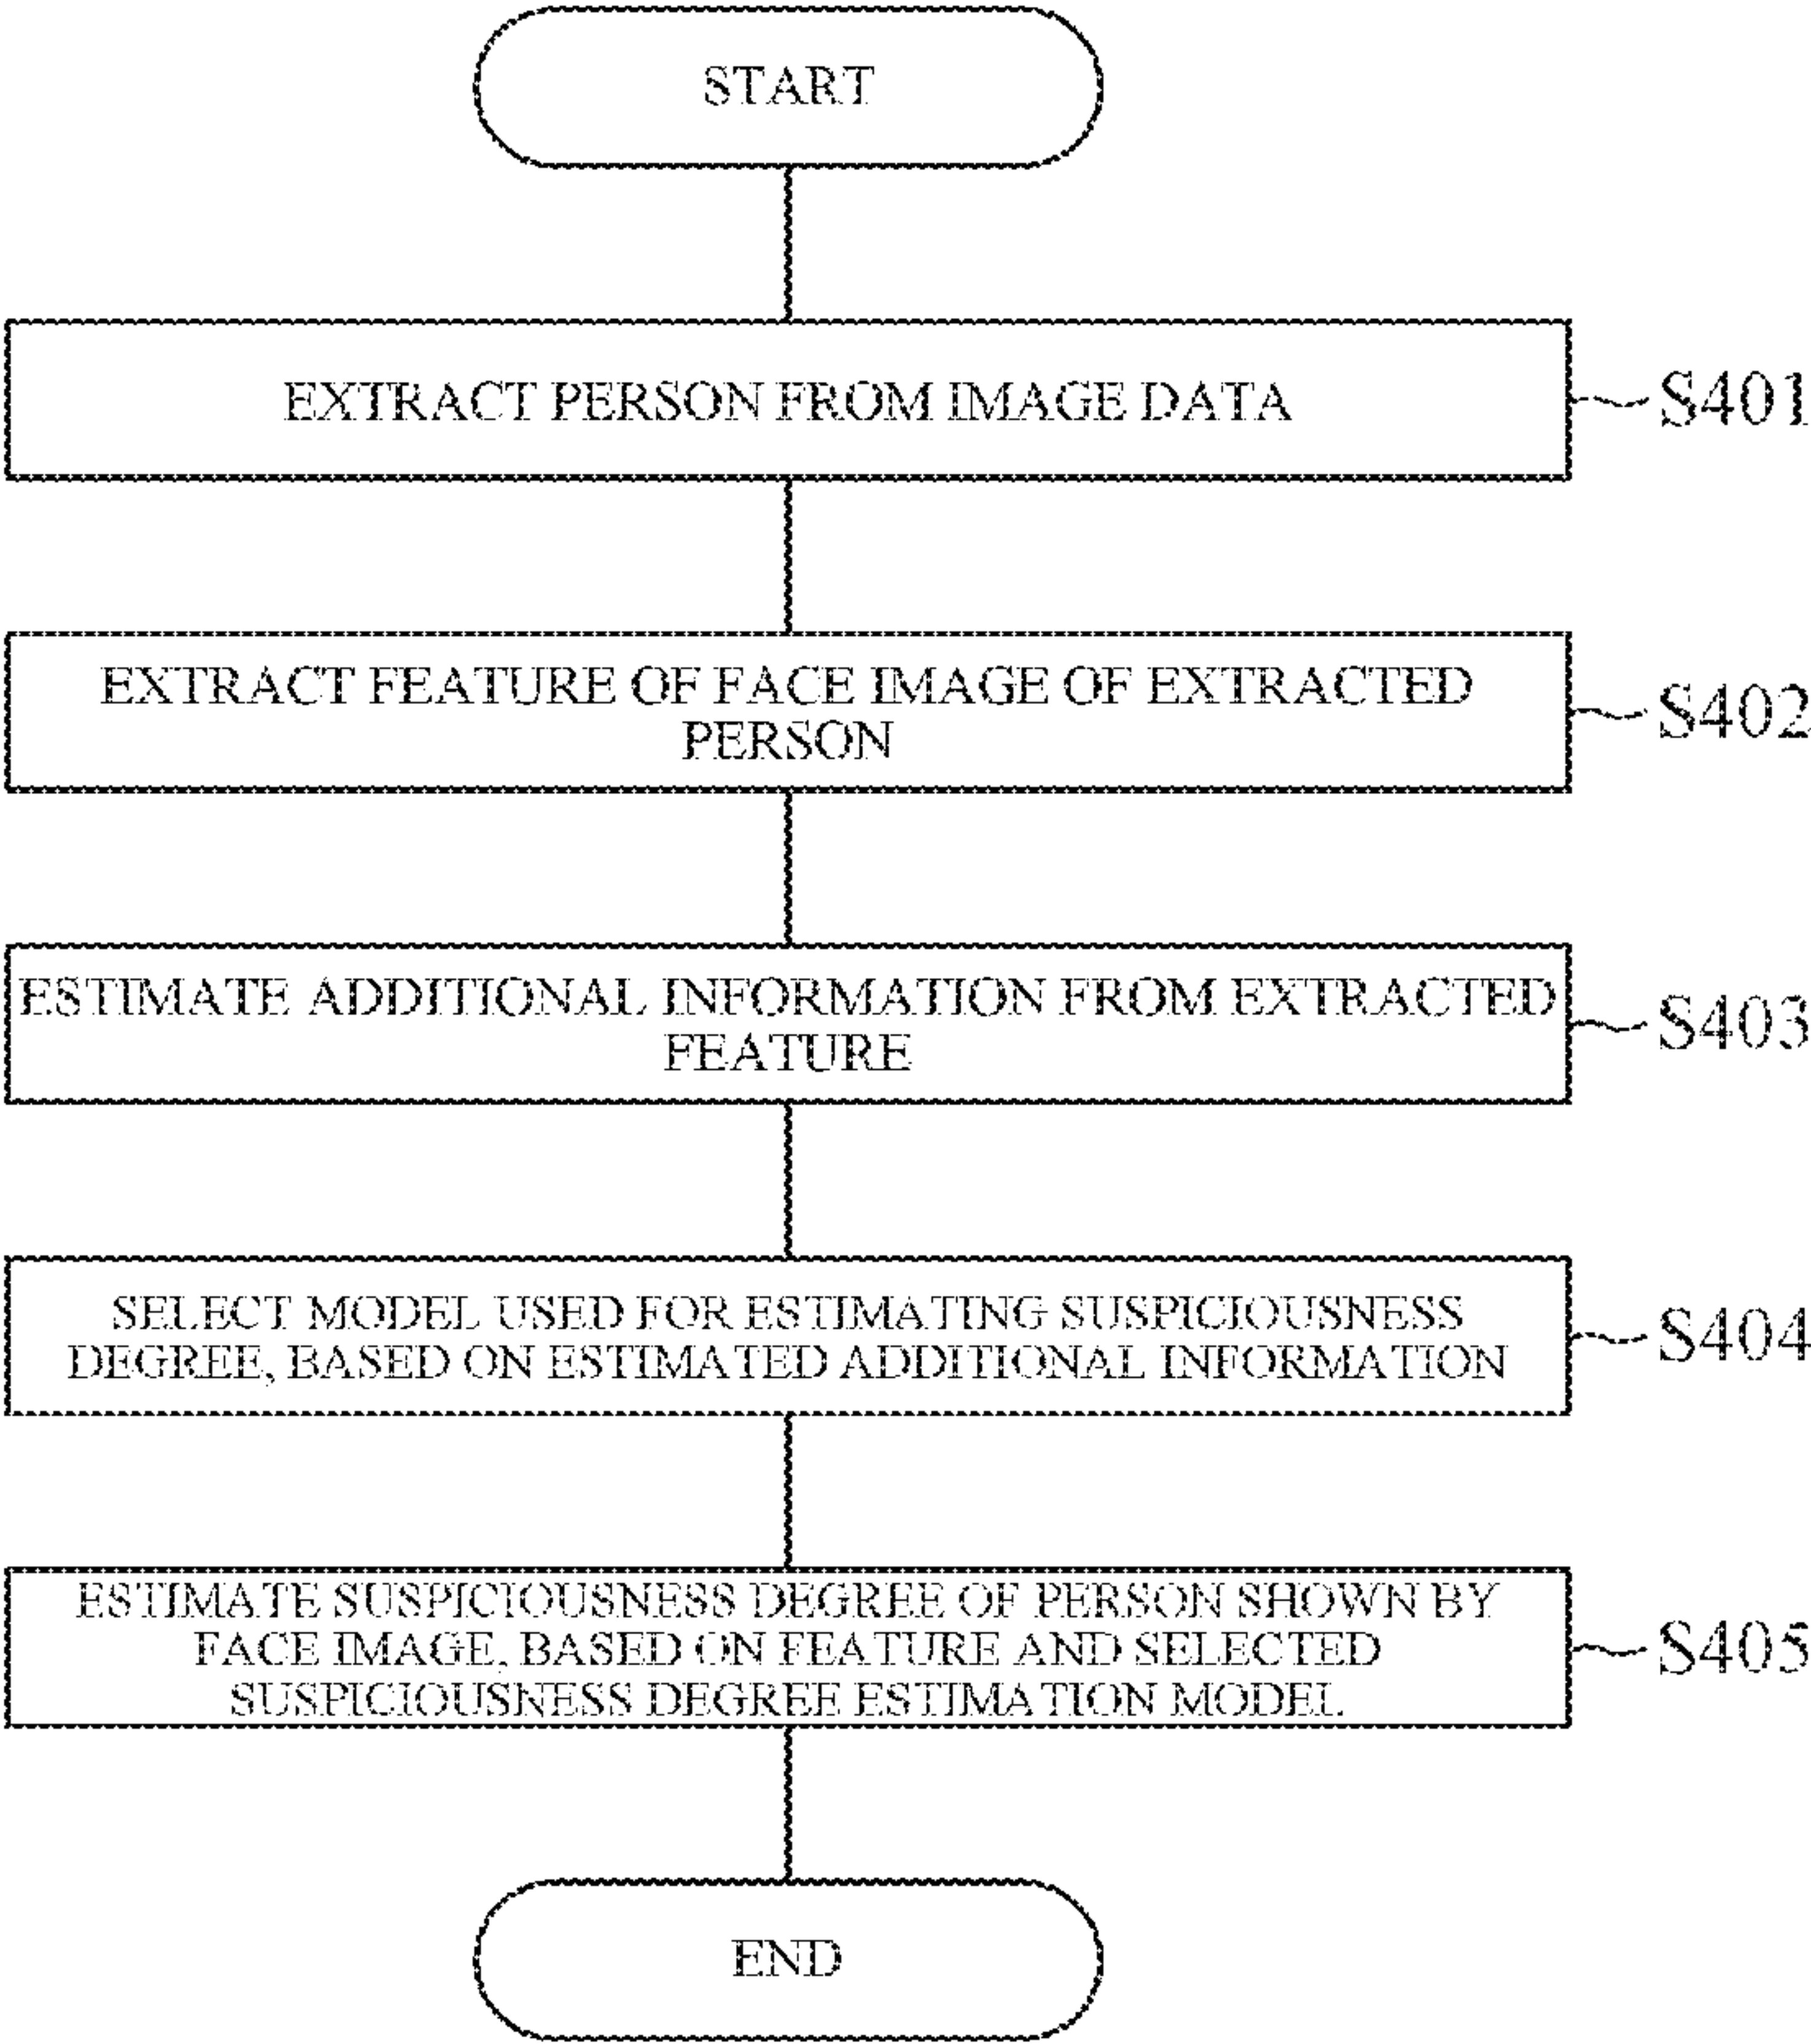 START
EXTRACT PERSON FROM IMAGE DATA
S401
EXTRACT FEATURE OF FACE IMAGE OF EXTRACTED
PERSON
S402
ESTIMATE ADDITIONAL INFORMATION FROM EXTRACTED
FEATURE
S403
SELECT MODEL USED FOR ESTIMATING SUSPICIOUSNESS
DEGREE, BASED ON ESTIMATED ADDITIONAL INFORMATION
S404
ESTIMATE SUSPICIOUSNESS DEGREE OF PERSON SHOWN BY
FACE IMAGE, BASED ON FEATURE AND SELECTED
SUSPICIOUSNESS DEGREE ESTIMATION MODEL
S405
END